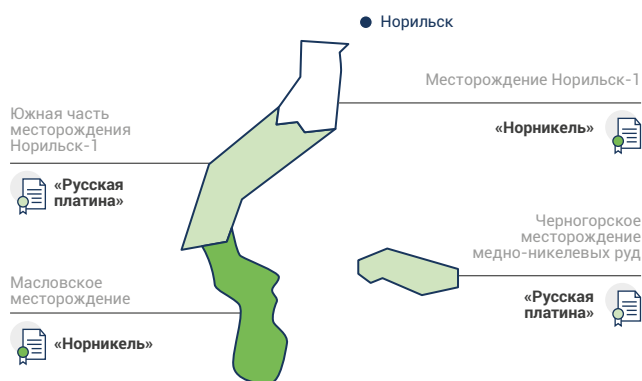 Норильск
Месторождение Норильск-1
«Норникель»
Южная часть
месторождения
Норильск-1
«Русская
платина»
Черногорское
месторождение
медно-никелевых руд
«Русская
платина»
Масловское
месторождение
«Норникель»